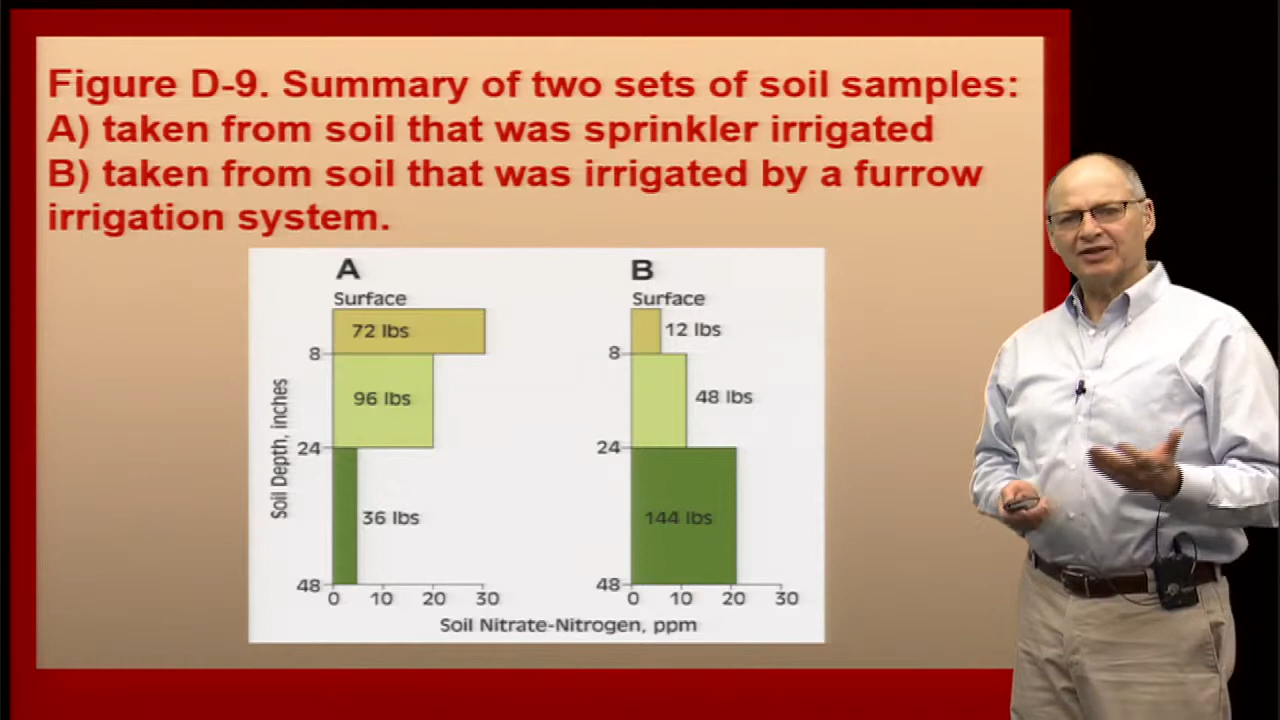 Figure D-9. Summary of two sets of soil samples:
A) taken from soil that was sprinkler irrigated
B) taken from soil that was irrigated by a furrow
irrigation system.
A B
Surface Surface
72 lbs 12 lbs
8 8
96 lbs 48 lbs
24 24
Soil Depth, inches
36 lbs 144 lbs
48 48
0 10 20 30 0 10 20 30
Soil Nitrate-Nitrogen, ppm